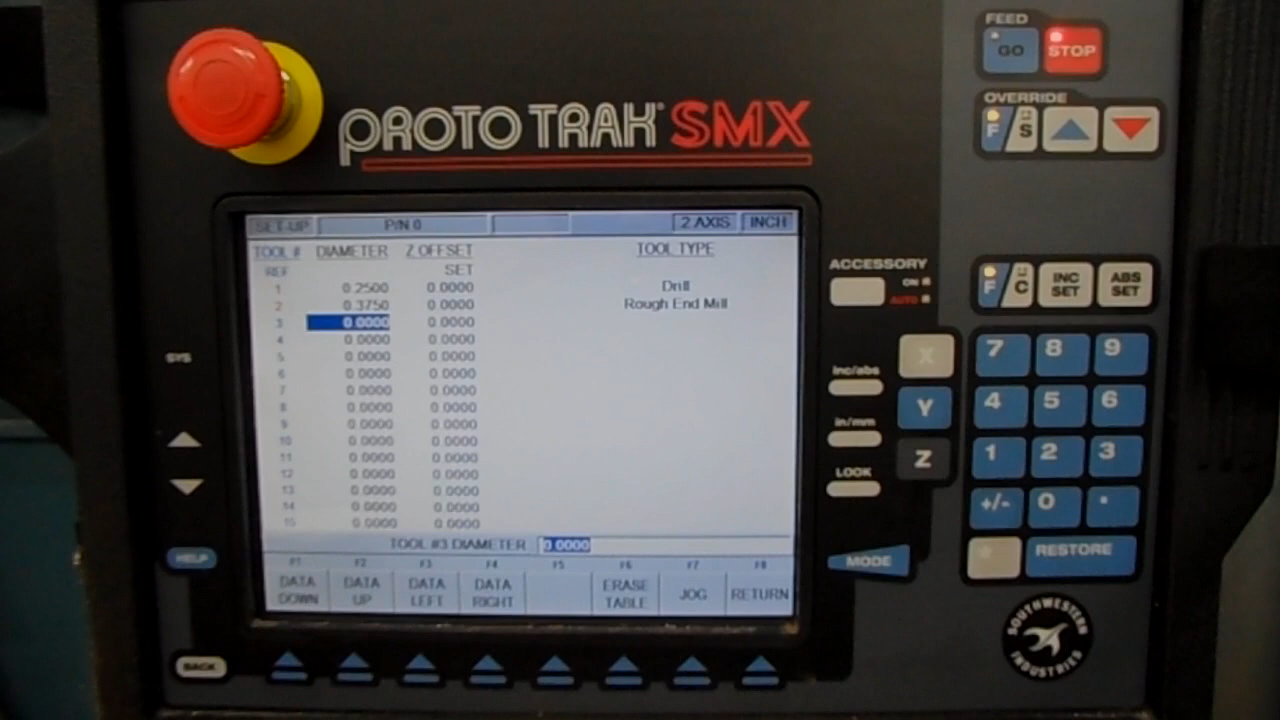 FEED
GO STOP
OVERRIDE
F S
PROTO TRAK® SMX
SET-UP P/N 0 2 AXIS INCH
TOOL # DIAMETER Z OFFSET TOOL TYPE
REF SET
1 0.2500 0.0000 Drill
2 0.3750 0.0000 Rough End Mill
3 0.0000 0.0000
4 0.0000 0.0000
5 0.0000 0.0000
6 0.0000 0.0000
7 0.0000 0.0000
8 0.0000 0.0000
9 0.0000 0.0000
10 0.0000 0.0000
11 0.0000 0.0000
12 0.0000 0.0000
13 0.0000 0.0000
14 0.0000 0.0000
15 0.0000 0.0000
TOOL #3 DIAMETER 0.0000
F1 F2 F3 F4 F5 F6 F7 F8
DATA DOWN DATA UP DATA LEFT DATA RIGHT ERASE TABLE JOG RETURN
SYS
HELP
BACK
ACCESSORY
ON
AUTO
inc/abs
in/mm
LOOK
MODE
X
Y
Z
F C INC SET ABS SET
7 8 9
4 5 6
1 2 3
+/- 0 .
RESTORE
SOUTHWESTERN INDUSTRIES